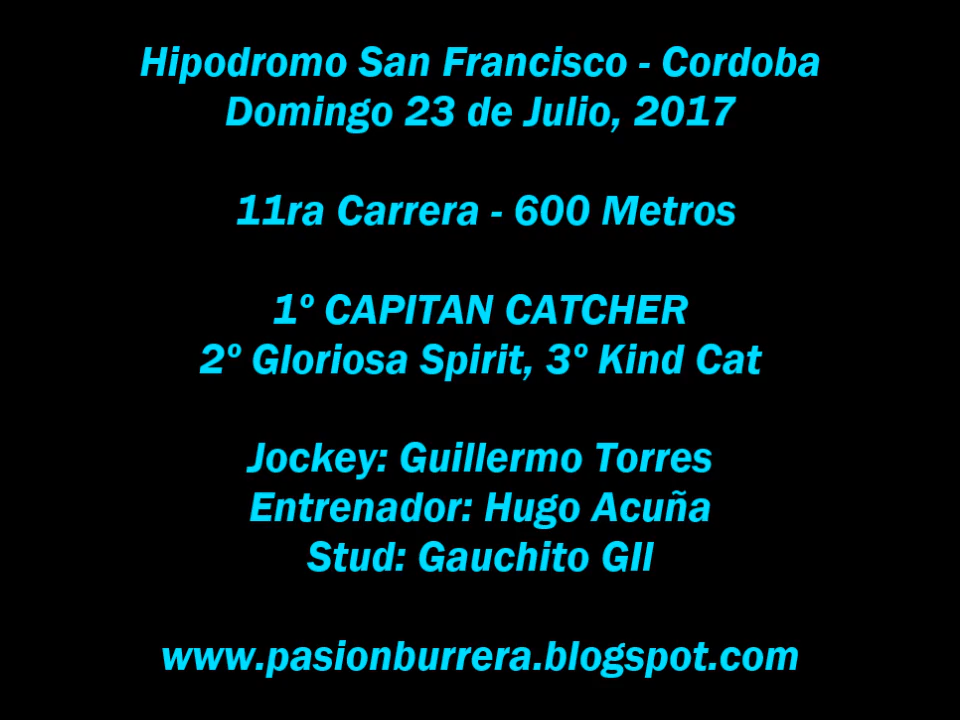 Hipodromo San Francisco - Cordoba
Domingo 23 de Julio, 2017
11ra Carrera - 600 Metros
1º CAPITAN CATCHER
2º Gloriosa Spirit, 3º Kind Cat
Jockey: Guillermo Torres
Entrenador: Hugo Acuña
Stud: Gauchito GIl
www.pasionburrera.blogspot.com